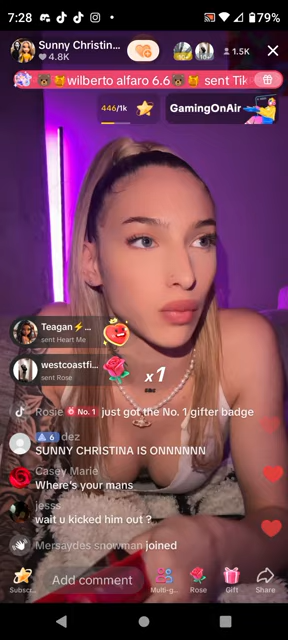 7:28
79%
Sunny Christin...
4.8K
1.5K
wilberto alfaro 6.6 sent Tik
446/1k
GamingOnAir
Teagan⚡...
sent Heart Me
westcoastfi...
sent Rose
x1
Rosie No. 1 just got the No. 1 gifter badge
6 dez
SUNNY CHRISTINA IS ONNNNNN
Casey Marie
Where's your mans
jesss
wait u kicked him out ?
Mersaydes snowman joined
Subscr...
Add comment
Multi-g...
Rose
Gift
Share